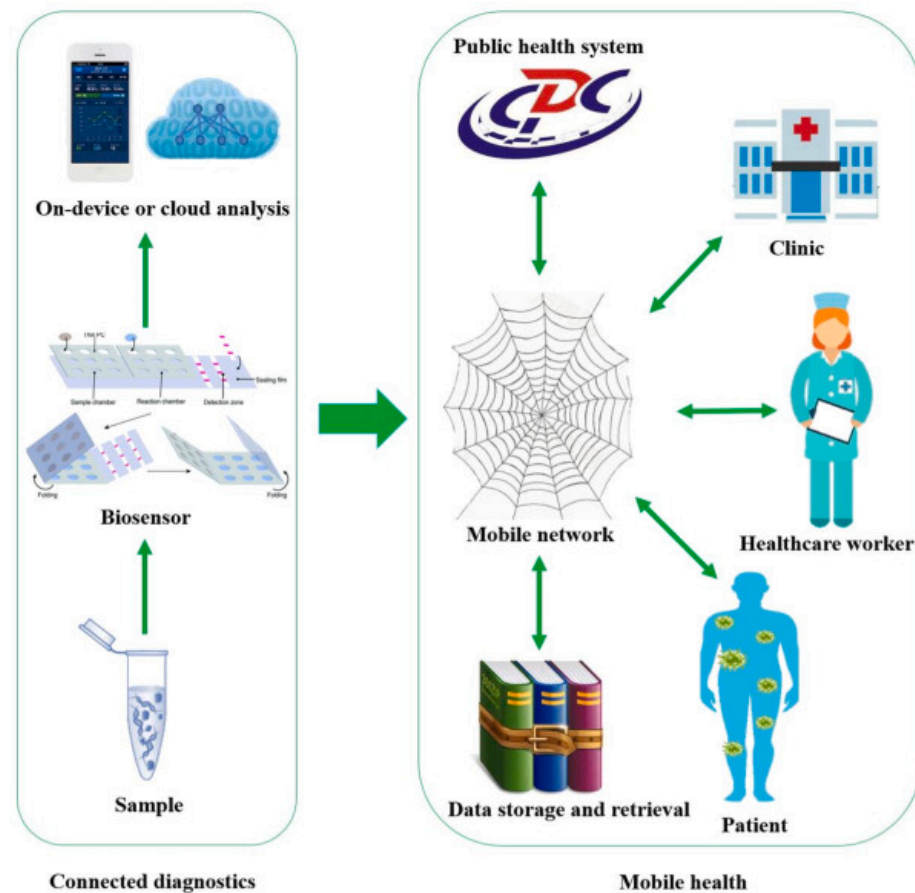 Public health system
CDC
On-device or cloud analysis
Clinic
Sample chamber
Reaction chamber
Detection zone
Sealing film
Folding
Folding
Biosensor
Mobile network
Healthcare worker
Sample
Data storage and retrieval
Patient
Connected diagnostics
Mobile health